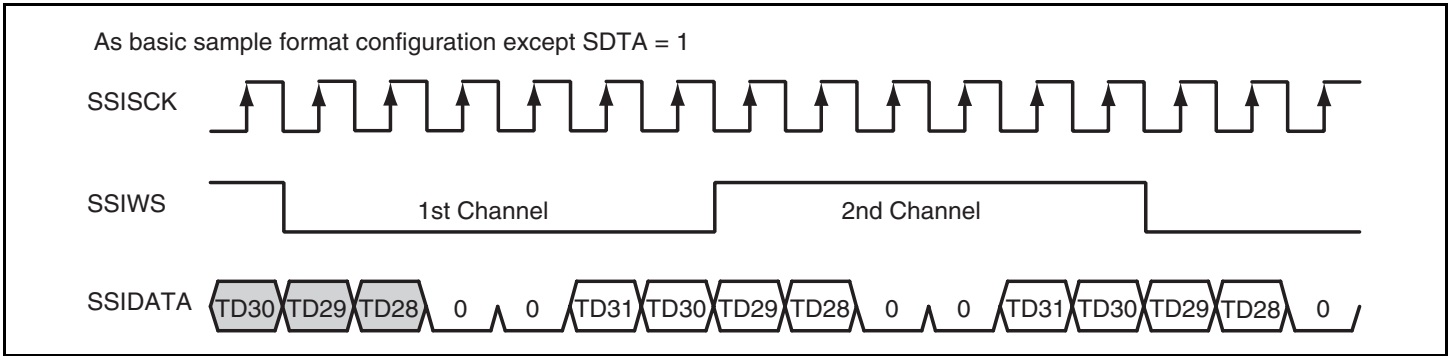 As basic sample format configuration except SDTA = 1
SSISCK
SSIWS 1st Channel 2nd Channel
SSIDATA TD30 TD29 TD28 0 0 TD31 TD30 TD29 TD28 0 0 TD31 TD30 TD29 TD28 0